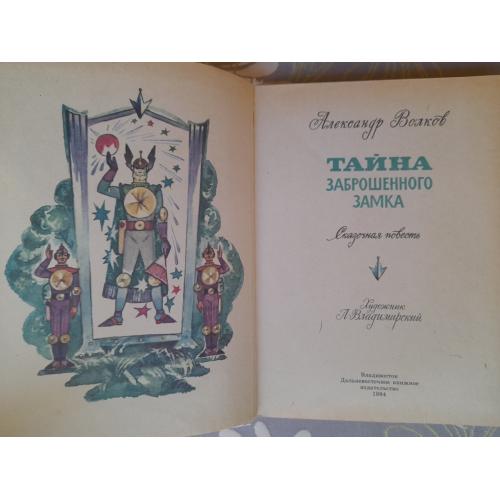 Александр Волков
ТАЙНА
ЗАБРОШЕННОГО
ЗАМКА
Сказочная повесть
Художник
Л. Владимирский
Владивосток
Дальневосточное книжное
издательство
1984